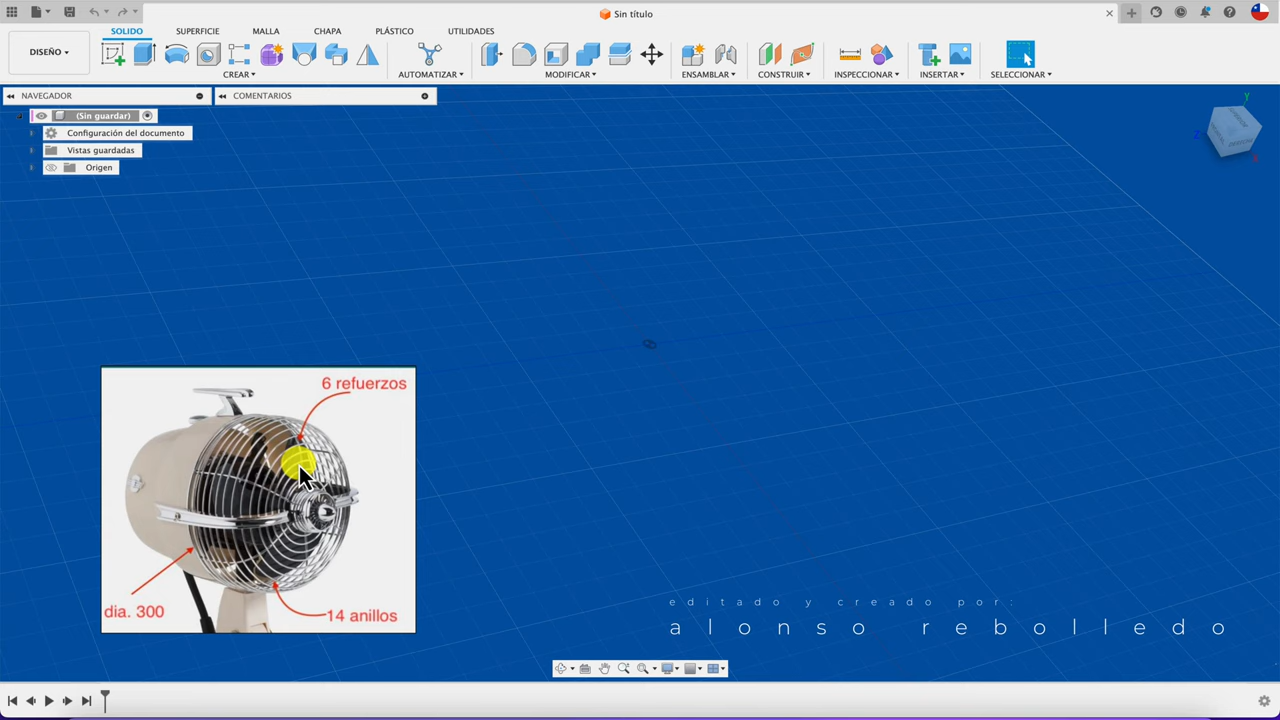 Sin título
SOLIDO SUPERFICIE MALLA CHAPA PLÁSTICO UTILIDADES
DISEÑO
CREAR AUTOMATIZAR MODIFICAR ENSAMBLAR CONSTRUIR INSPECCIONAR INSERTAR SELECCIONAR
NAVEGADOR COMENTARIOS
(Sin guardar)
Configuración del documento
Vistas guardadas
Origen
6 refuerzos
dia. 300
14 anillos
editado y creado por:
alonso rebolledo